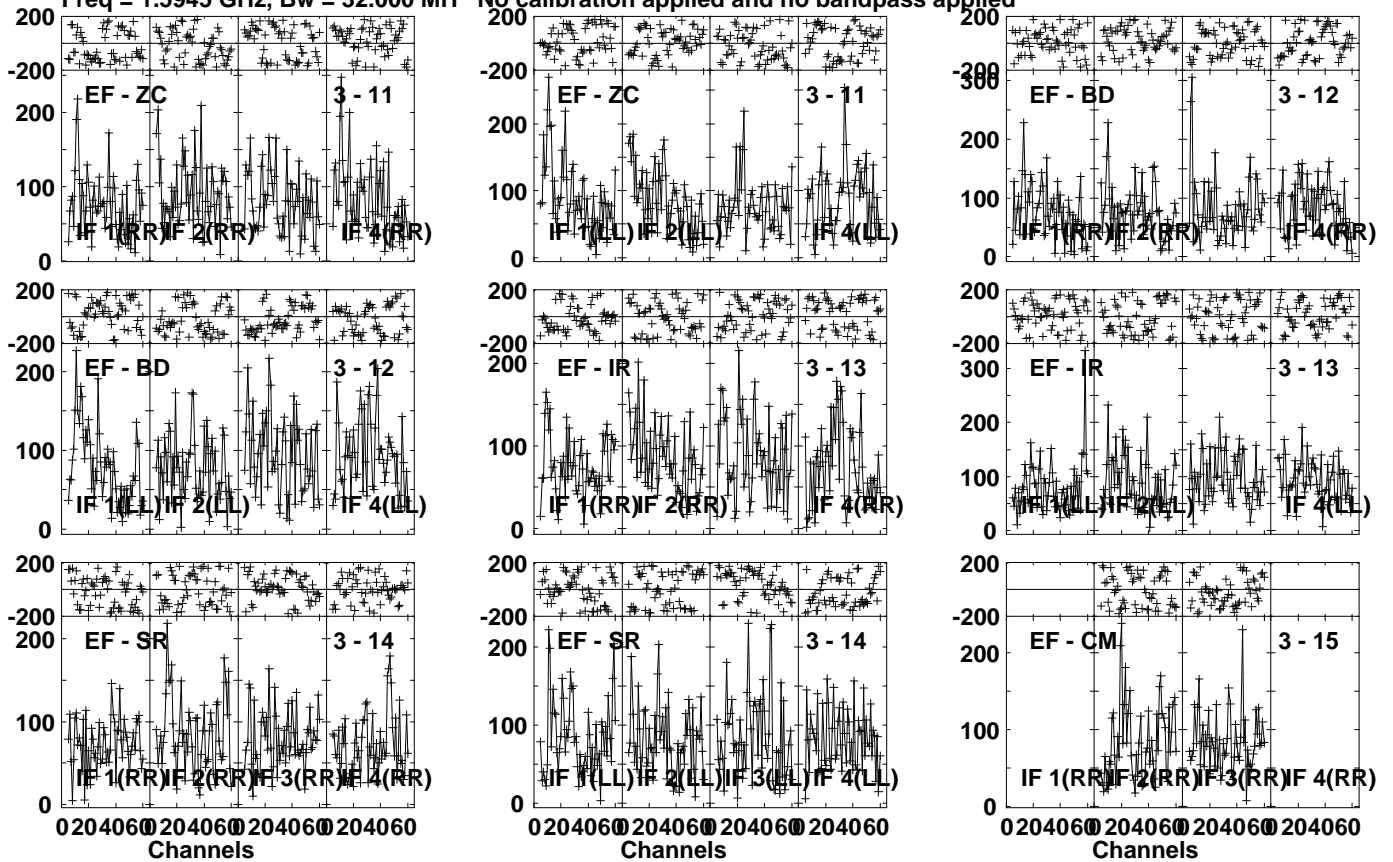 Freq = 1.5945 GHz, Bw = 32.000 MH No calibration applied and no bandpass applied
200
-200
EF - ZC 3 - 11
200
100
0
IF 1(RR) IF 2(RR) IF 4(RR)
200
-200
EF - ZC 3 - 11
200
100
0
IF 1(LL) IF 2(LL) IF 4(LL)
200
-200
EF - BD 3 - 12
300
200
100
0
IF 1(RR) IF 2(RR) IF 4(RR)
200
-200
EF - BD 3 - 12
200
100
0
IF 1(LL) IF 2(LL) IF 4(LL)
200
-200
EF - IR 3 - 13
200
100
0
IF 1(RR) IF 2(RR) IF 4(RR)
200
-200
EF - IR 3 - 13
300
200
100
0
IF 1(LL) IF 2(LL) IF 4(LL)
200
-200
EF - SR 3 - 14
200
100
0
IF 1(RR) IF 2(RR) IF 3(RR) IF 4(RR)
0 20 40 60 0 20 40 60 0 20 40 60 0 20 40 60
Channels
200
-200
EF - SR 3 - 14
200
100
0
IF 1(LL) IF 2(LL) IF 3(LL) IF 4(LL)
0 20 40 60 0 20 40 60 0 20 40 60 0 20 40 60
Channels
200
-200
EF - CM 3 - 15
200
100
0
IF 1(RR) IF 2(RR) IF 3(RR) IF 4(RR)
0 20 40 60 0 20 40 60 0 20 40 60 0 20 40 60
Channels